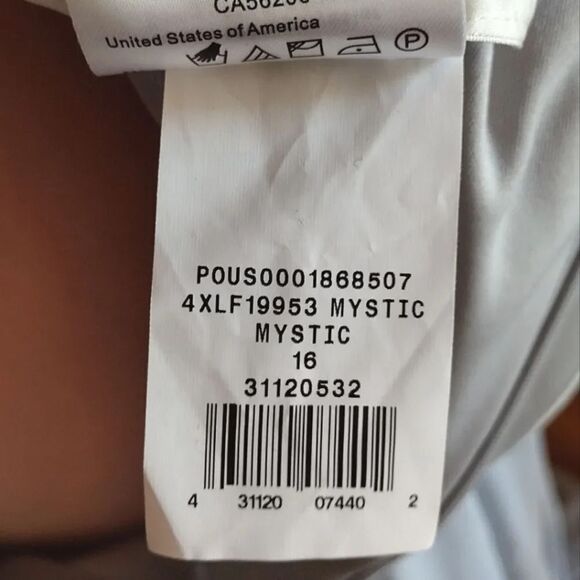 United States of America
P
POUS0001868507
4XLF19953 MYSTIC
MYSTIC
16
31120532
4 31120 07440 2